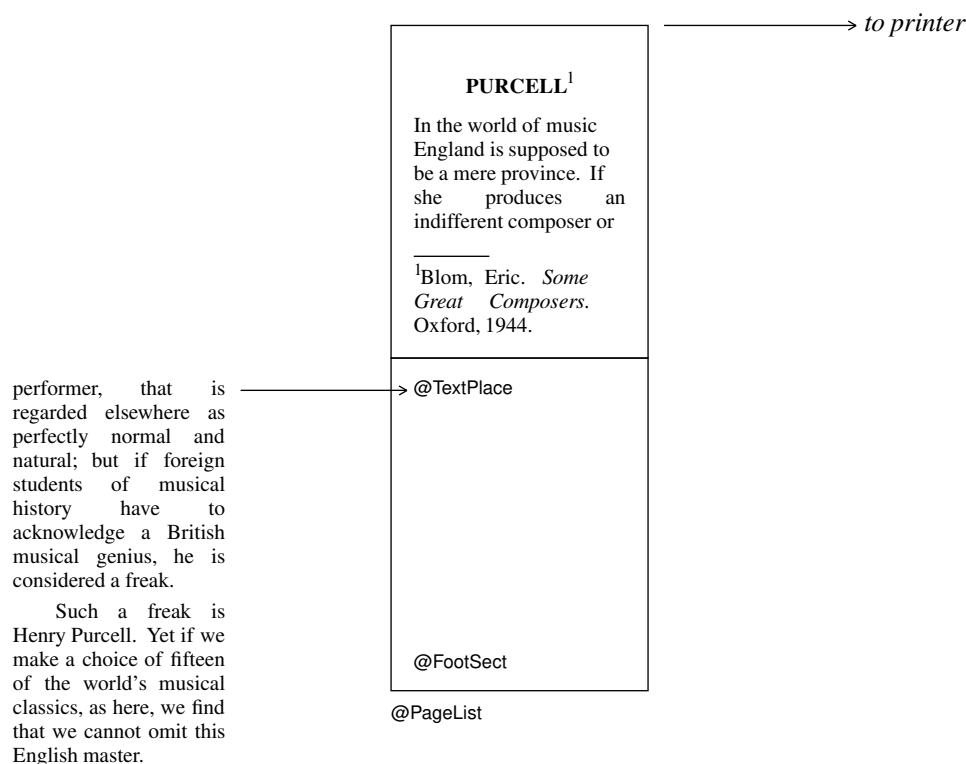 to printer
PURCELL1
In the world of music
England is supposed to
be a mere province. If
she produces an
indifferent composer or
1Blom, Eric. Some
Great Composers.
Oxford, 1944.
performer, that is
regarded elsewhere as
perfectly normal and
natural; but if foreign
students of musical
history have to
acknowledge a British
musical genius, he is
considered a freak.
Such a freak is
Henry Purcell. Yet if we
make a choice of fifteen
of the world's musical
classics, as here, we find
that we cannot omit this
English master.
@TextPlace
@FootSect
@PageList